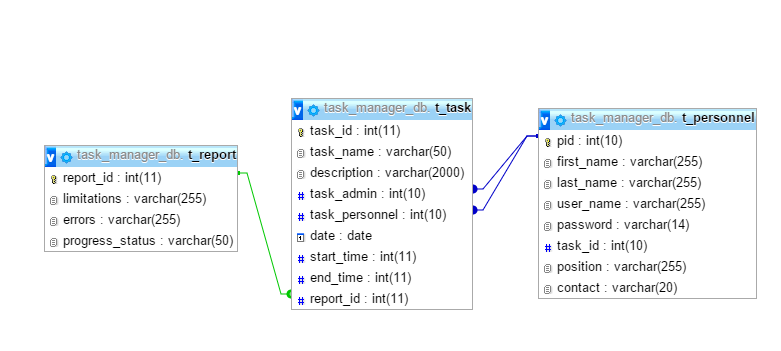 task_manager_db. t_report
report_id : int(11)
limitations : varchar(255)
errors : varchar(255)
progress_status : varchar(50)
task_manager_db. t_task
task_id : int(11)
task_name : varchar(50)
description : varchar(2000)
task_admin : int(10)
task_personnel : int(10)
date : date
start_time : int(11)
end_time : int(11)
report_id : int(11)
task_manager_db. t_personnel
pid : int(10)
first_name : varchar(255)
last_name : varchar(255)
user_name : varchar(255)
password : varchar(14)
task_id : int(10)
position : varchar(255)
contact : varchar(20)